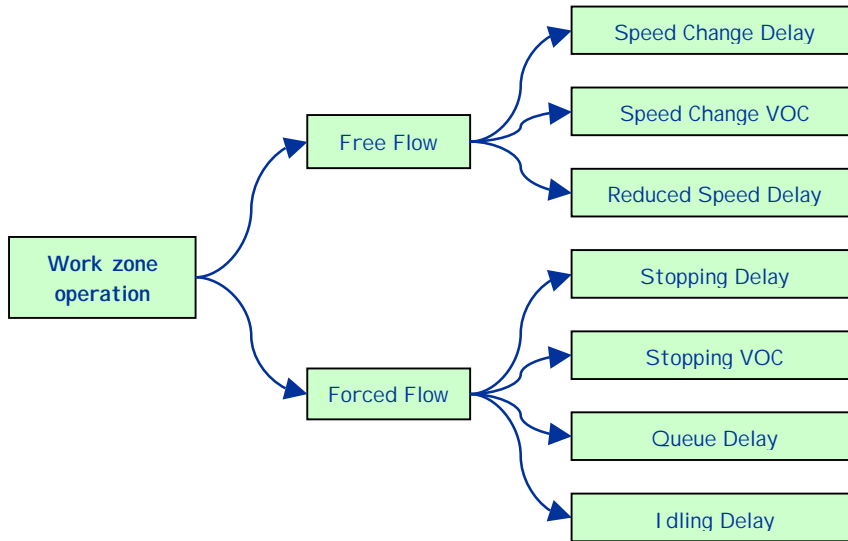 Speed Change Delay
Speed Change VOC
Free Flow
Reduced Speed Delay
Work zone
operation
Stopping Delay
Stopping VOC
Forced Flow
Queue Delay
Idling Delay